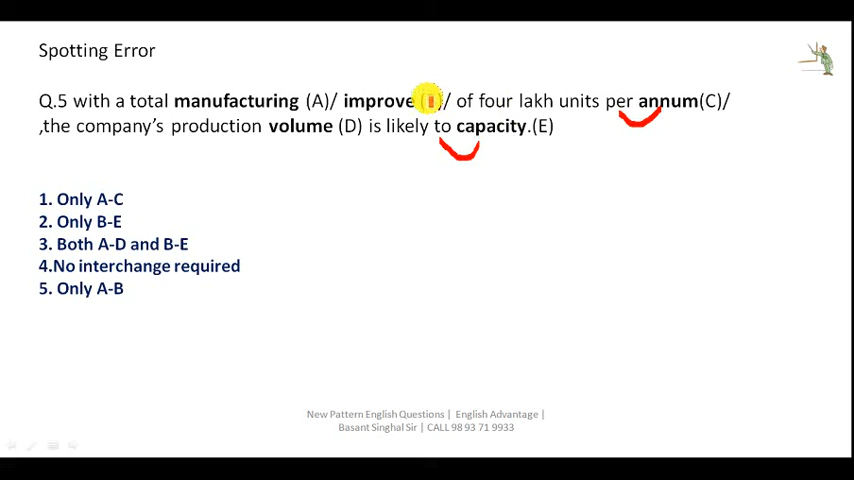 Spotting Error
Q.5 with a total manufacturing (A)/ improve / of four lakh units per annum(C)/
,the company's production volume (D) is likely to capacity.(E)
1. Only A-C
2. Only B-E
3. Both A-D and B-E
4.No interchange required
5. Only A-B
New Pattern English Questions | English Advantage |
Basant Singhal Sir | CALL 98 93 71 9933